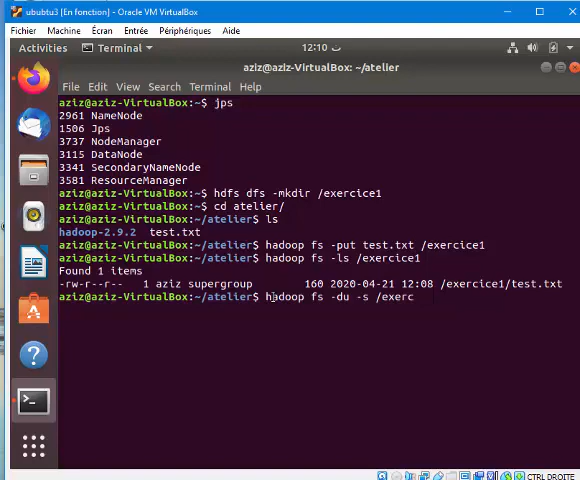 ububtu3 [En fonction] - Oracle VM VirtualBox
Fichier Machine Écran Entrée Périphériques Aide
Activities Terminal 12:10 ت
aziz@aziz-VirtualBox: ~/atelier
File Edit View Search Terminal Help
aziz@aziz-VirtualBox:~$ jps
2961 NameNode
1506 Jps
3737 NodeManager
3115 DataNode
3341 SecondaryNameNode
3581 ResourceManager
aziz@aziz-VirtualBox:~$ hdfs dfs -mkdir /exercice1
aziz@aziz-VirtualBox:~$ cd atelier/
aziz@aziz-VirtualBox:~/atelier$ ls
hadoop-2.9.2 test.txt
aziz@aziz-VirtualBox:~/atelier$ hadoop fs -put test.txt /exercice1
aziz@aziz-VirtualBox:~/atelier$ hadoop fs -ls /exercice1
Found 1 items
-rw-r--r-- 1 aziz supergroup 160 2020-04-21 12:08 /exercice1/test.txt
aziz@aziz-VirtualBox:~/atelier$ hadoop fs -du -s /exerc
CTRL DROITE